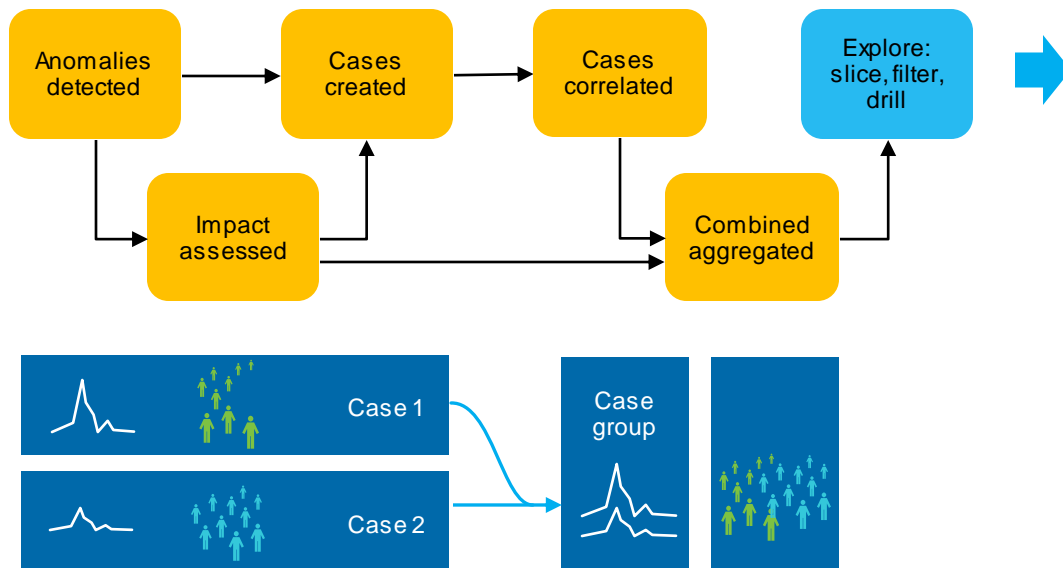 Anomalies
detected
Cases
created
Cases
correlated
Explore:
slice, filter,
drill
Impact
assessed
Combined
aggregated
Case 1
Case 2
Case
group